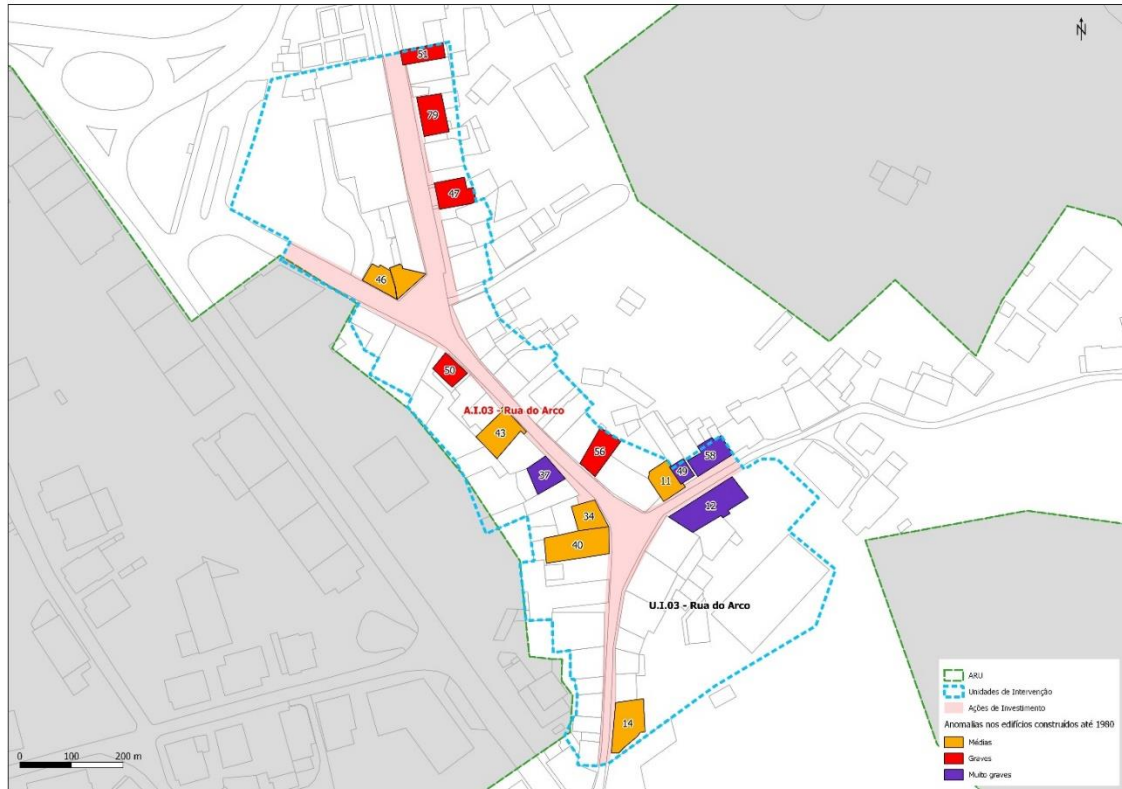 N
51
79
47
46
50
A.I.03 - Rua do Arco
43
56
37
11
49
58
12
34
40
U.I.03 - Rua do Arco
14
0 100 200 m
ARU
Unidades de Intervenção
Ações de Investimento
Anomalias nos edifícios construídos até 1980
Médias
Graves
Muito graves